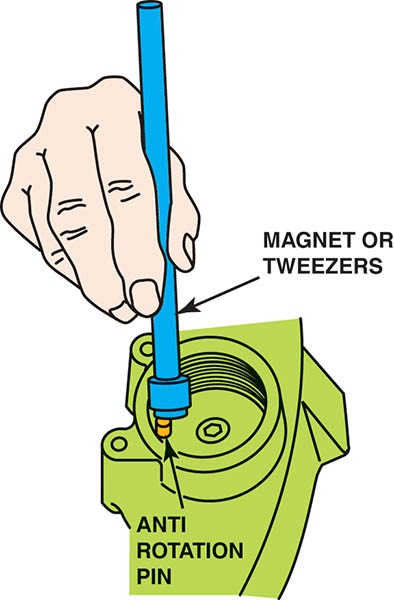 MAGNET OR
TWEEZERS
ANTI
ROTATION
PIN